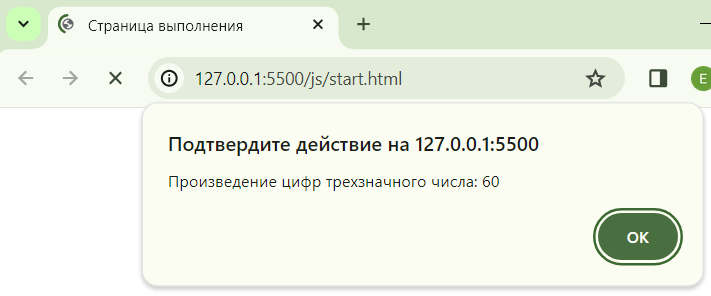 Страница выполнения
127.0.0.1:5500/js/start.html
E
Подтвердите действие на 127.0.0.1:5500
Произведение цифр трехзначного числа: 60
ОК